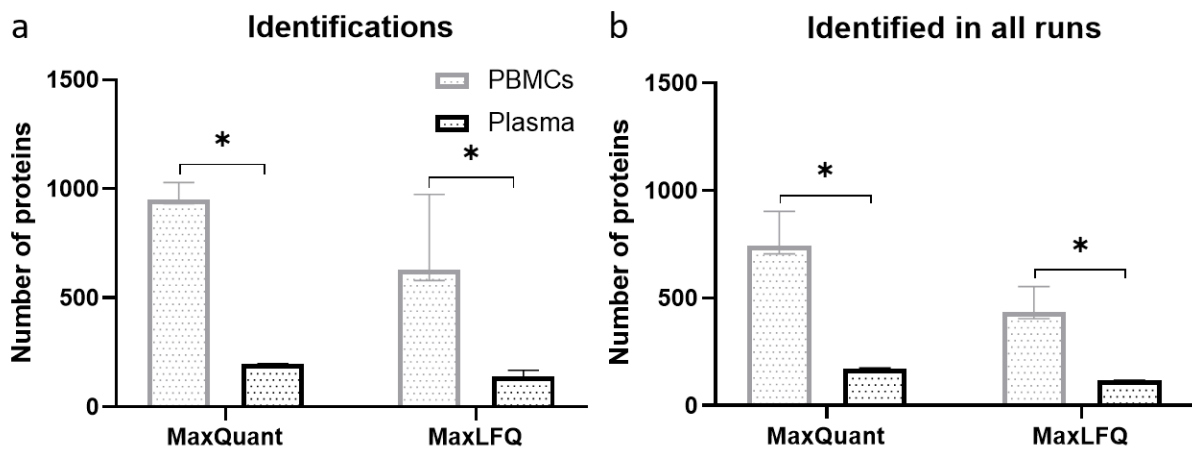 a
Identifications
Number of proteins
1500
1000
500
0
PBMCs
Plasma
*
*
MaxQuant
MaxLFQ
b
Identified in all runs
Number of proteins
1500
1000
500
0
*
*
MaxQuant
MaxLFQ